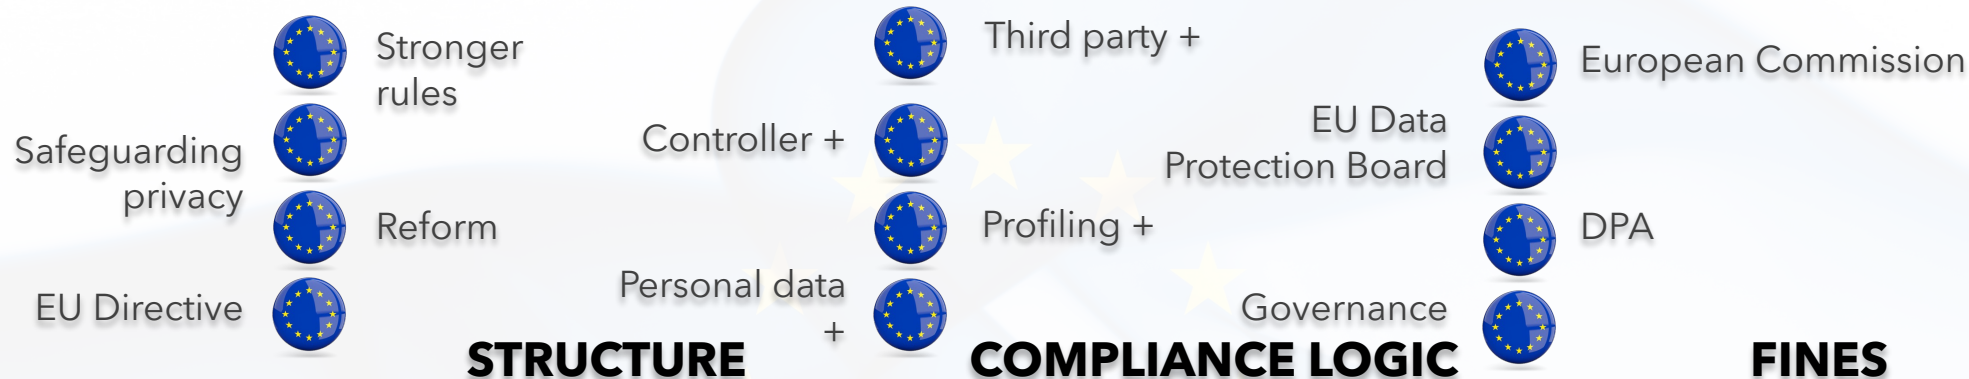 Stronger
rules
Safeguarding
privacy
Reform
EU Directive
STRUCTURE
Third party +
Controller +
Profiling +
Personal data
+
COMPLIANCE LOGIC
European Commission
EU Data
Protection Board
DPA
Governance
FINES